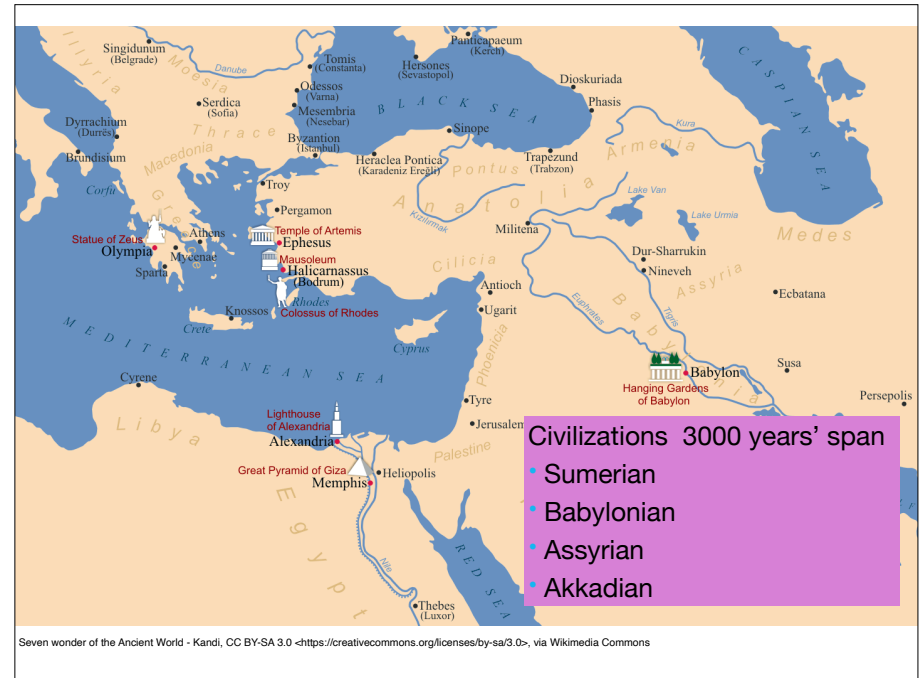 Singidunum
(Belgrade)
Illyria
Moesia
Danube
Tomis
(Constanta)
Odessos
(Varna)
Mesembria
(Nesebar)
Serdica
(Sofia)
Thrace
Byzantion
(Istanbul)
Dyrrachium
(Durrës)
Macedonia
Brundisium
Corfu
Hersones
(Sevastopol)
Panticapaeum
(Kerch)
BLACK SEA
Dioskuriada
Phasis
Sinope
Heraclea Pontica
(Karadeniz Ereğli)
Pontus
Trapezund
(Trabzon)
Armenia
Kura
CASPIAN SEA
Troy
Pergamon
Anatolia
Kızılırmak
Militena
Lake Van
Lake Urmia
Medes
Statue of Zeus
Olympia
Athens
Mycenae
Sparta
Temple of Artemis
Ephesus
Mausoleum
Halicarnassus
(Bodrum)
Rhodes
Colossus of Rhodes
Cilicia
Antioch
Ugarit
Dur-Sharrukin
Nineveh
Assyria
Ecbatana
Euphrates
Tigris
Babylonia
Babylon
Hanging Gardens
of Babylon
Susa
Persepolis
Knossos
Crete
Cyprus
Phoenicia
MEDITERRANEAN SEA
Cyrene
Libya
Tyre
Palestine
Lighthouse
of Alexandria
Alexandria
Great Pyramid of Giza
Memphis
Heliopolis
Egypt
Nile
RED SEA
Thebes
(Luxor)
Civilizations 3000 years’ span
• Sumerian
• Babylonian
• Assyrian
• Akkadian
Seven wonder of the Ancient World - Kandi, CC BY-SA 3.0 <https://creativecommons.org/licenses/by-sa/3.0>, via Wikimedia Commons